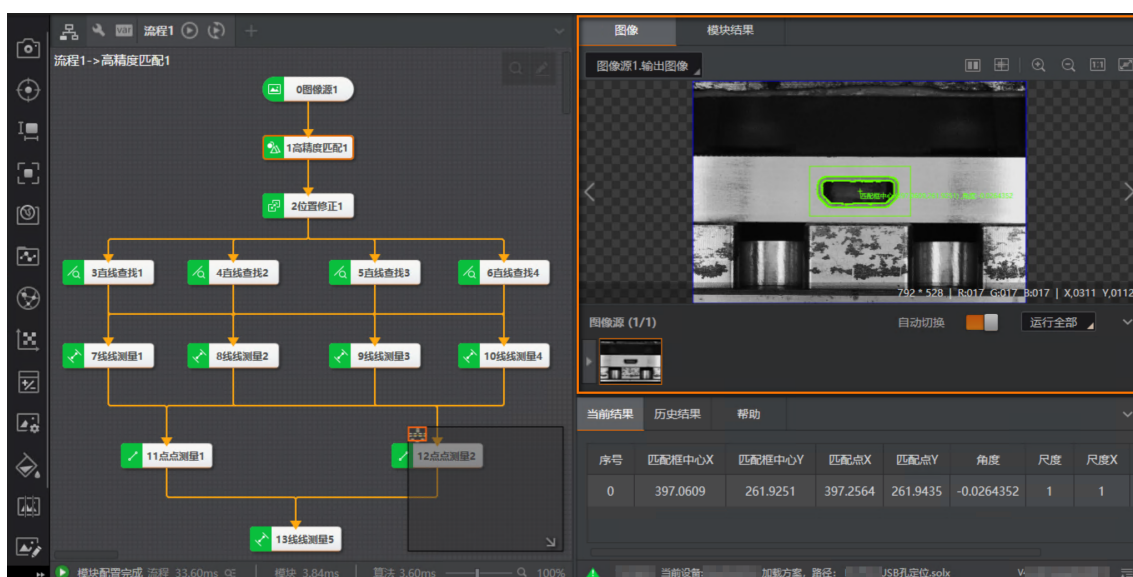 var 流程1
流程1->高精度匹配1
0图像源1
1高精度匹配1
2位置修正1
3直线查找1 4直线查找2 5直线查找3 6直线查找4
7线线测量1 8线线测量2 9线线测量3 10线线测量4
11点点测量1 12点点测量2
13线线测量5
模块配置完成 流程 33.60ms 模块 3.84ms 算法 3.60ms 100%
图像 模块结果
图像源1.输出图像
1:1
匹配框中心
792 * 528 | R:017 G:017 B:017 | X,0311 Y,0112
图像源 (1/1) 自动切换 运行全部
当前结果 历史结果 帮助
序号 匹配框中心X 匹配框中心Y 匹配点X 匹配点Y 角度 尺度 尺度X
0 397.0609 261.9251 397.2564 261.9435 -0.0264352 1 1
当前设备: 加载方案，路径: USB孔定位.solx